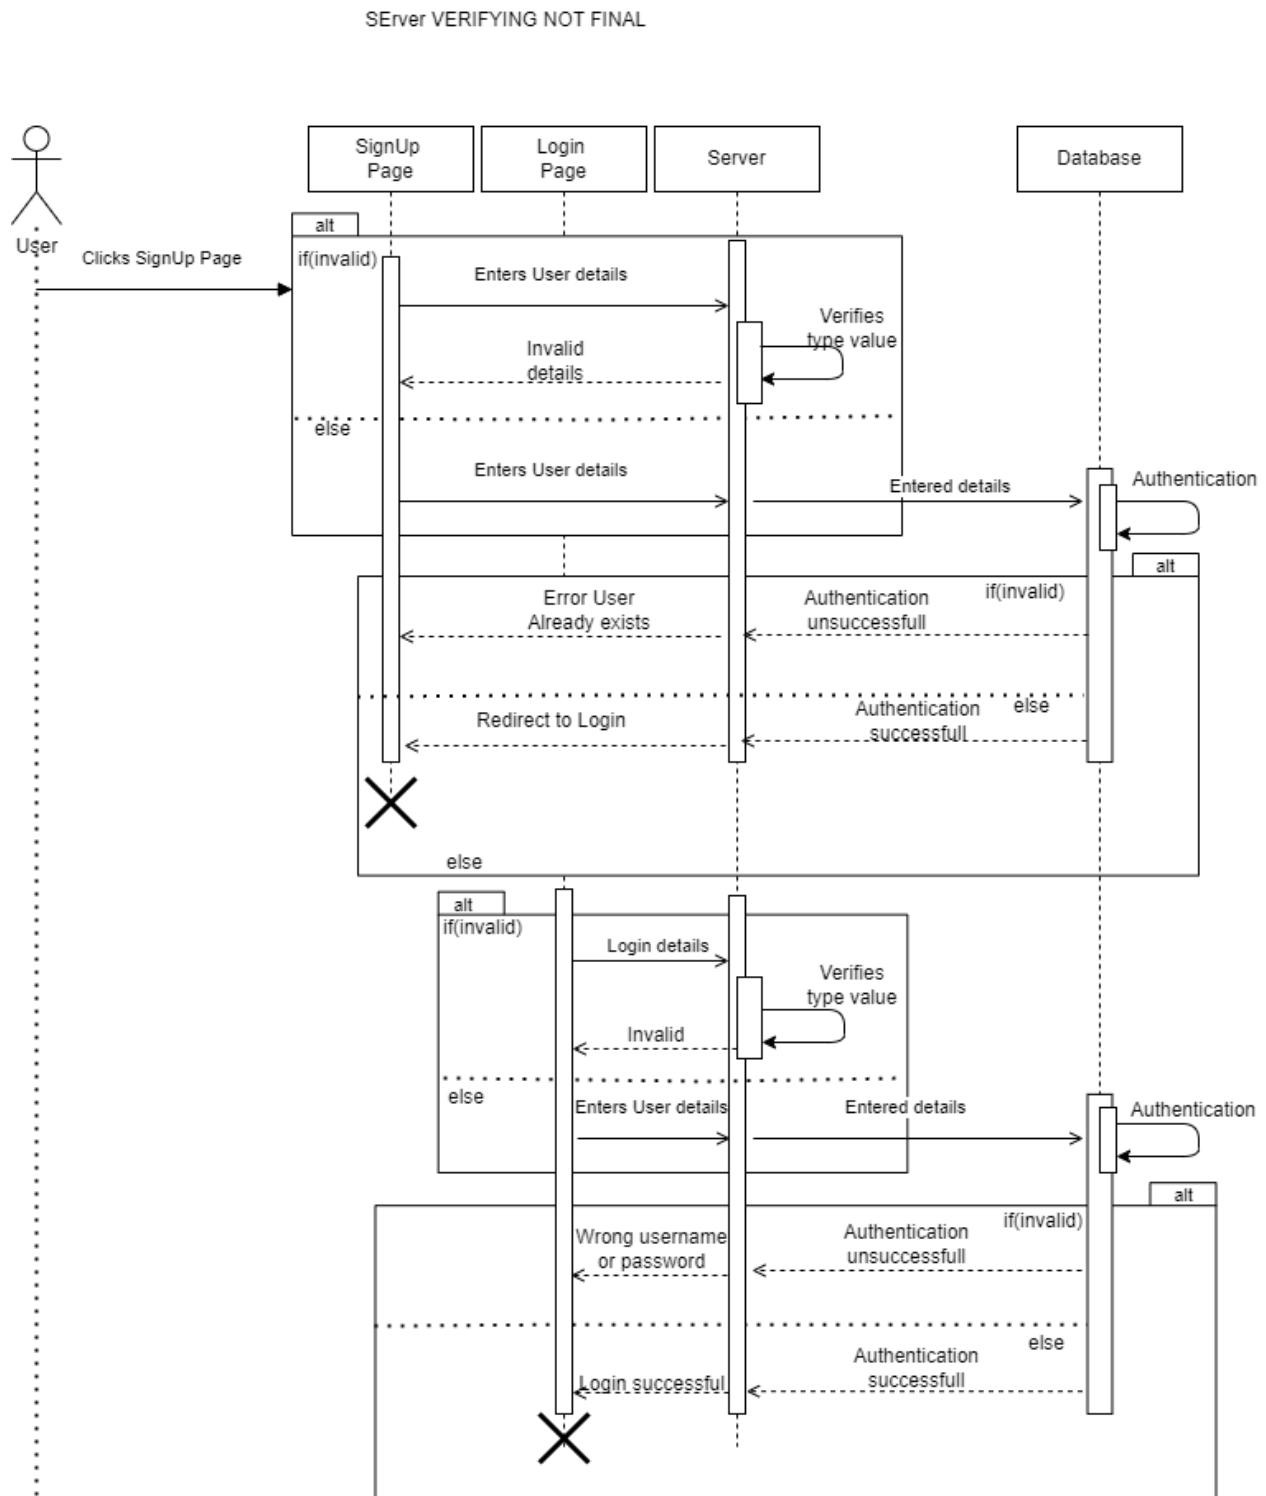 SErver VERIFYING NOT FINAL
SignUp
Page
Login
Page
Server
Database
User
alt
if(invalid)
Clicks SignUp Page
Enters User details
Verifies
type value
Invalid
details
else
Enters User details
Entered details
Authentication
alt
if(invalid)
Error User
Already exists
Authentication
unsuccessfull
else
Redirect to Login
Authentication
successfull
else
alt
if(invalid)
Login details
Verifies
type value
Invalid
else
Enters User details
Entered details
Authentication
alt
if(invalid)
Wrong username
or password
Authentication
unsuccessfull
else
Login successful
Authentication
successfull